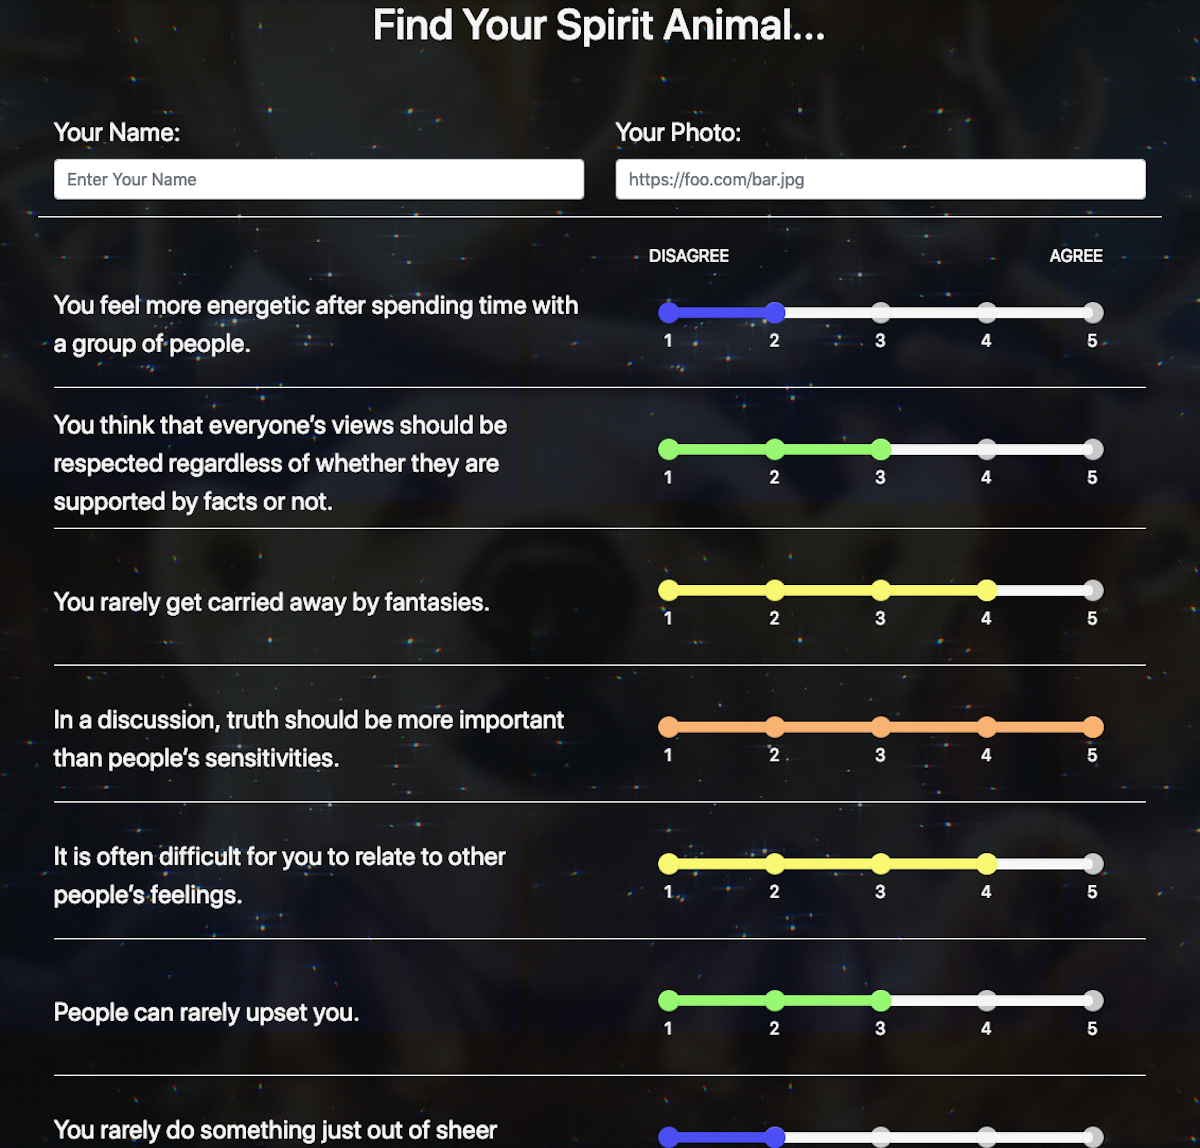 Find Your Spirit Animal...
Your Name:
Your Photo:
Enter Your Name
https://foo.com/bar.jpg
DISAGREE
AGREE
You feel more energetic after spending time with
a group of people.
1 2 3 4 5
You think that everyone’s views should be
respected regardless of whether they are
supported by facts or not.
1 2 3 4 5
You rarely get carried away by fantasies.
1 2 3 4 5
In a discussion, truth should be more important
than people’s sensitivities.
1 2 3 4 5
It is often difficult for you to relate to other
people’s feelings.
1 2 3 4 5
People can rarely upset you.
1 2 3 4 5
You rarely do something just out of sheer